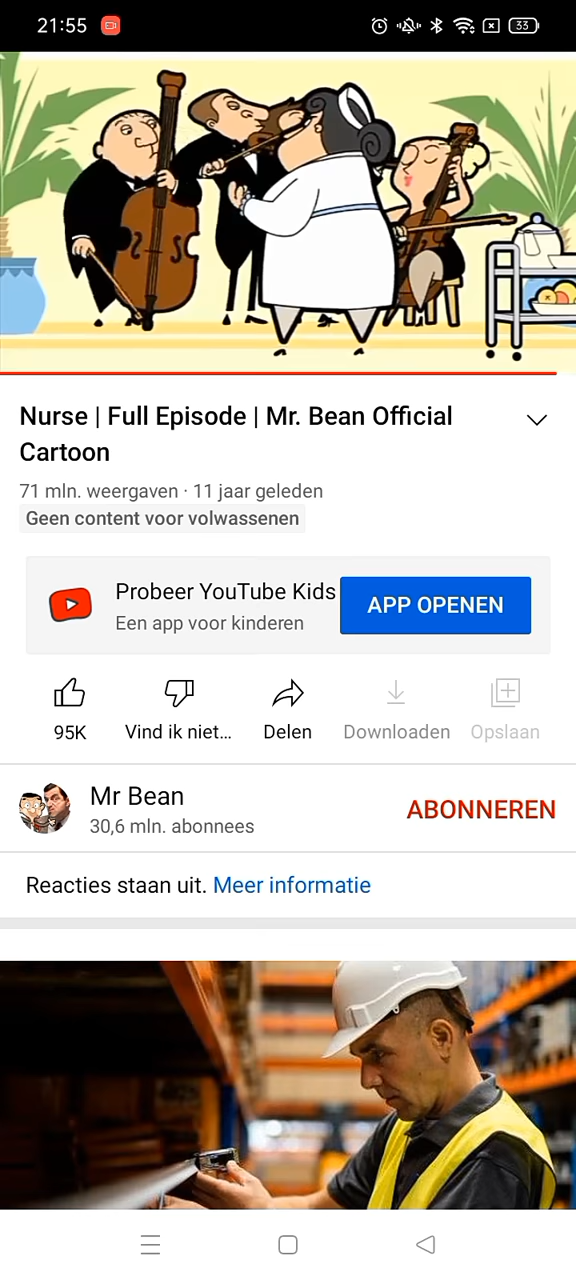 21:55
33
Nurse | Full Episode | Mr. Bean Official
Cartoon
71 mln. weergaven · 11 jaar geleden
Geen content voor volwassenen
Probeer YouTube Kids
Een app voor kinderen
APP OPENEN
95K
Vind ik niet...
Delen
Downloaden
Opslaan
Mr Bean
30,6 mln. abonnees
ABONNEREN
Reacties staan uit. Meer informatie